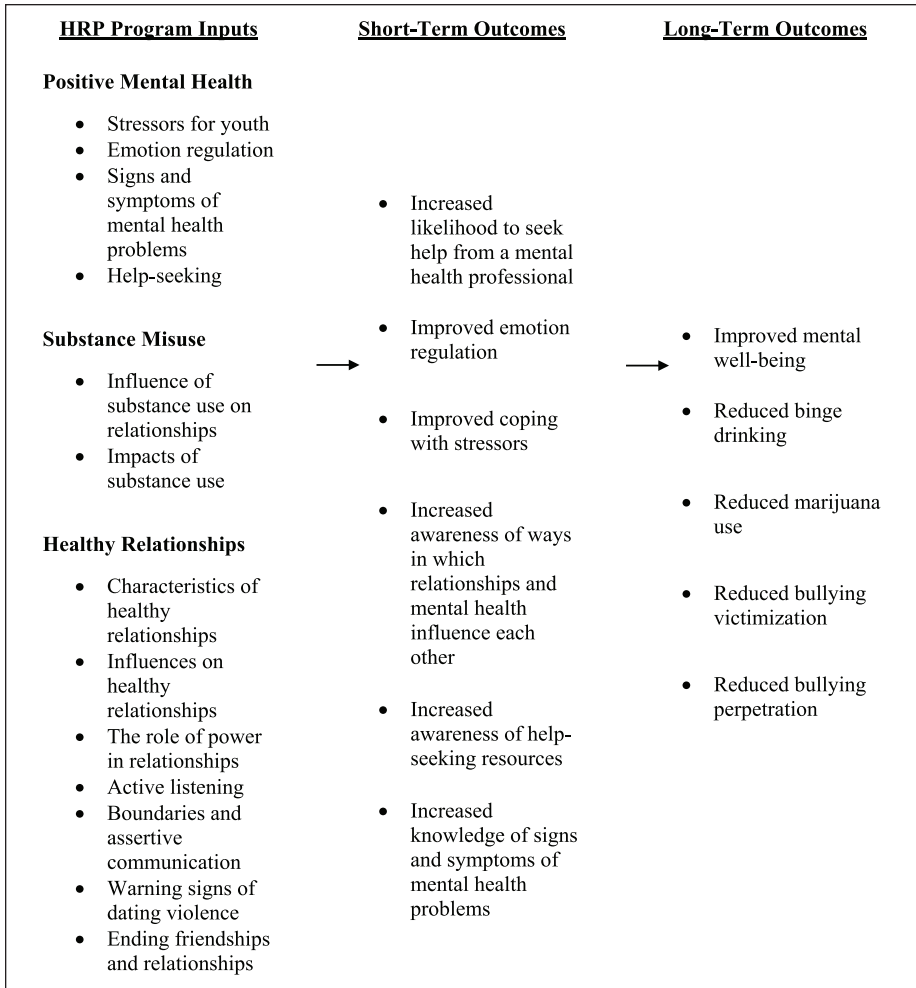 HRP Program Inputs
Positive Mental Health
• Stressors for youth
• Emotion regulation
• Signs and
symptoms of
mental health
problems
• Help-seeking
Substance Misuse
• Influence of
substance use on
relationships
• Impacts of
substance use
Healthy Relationships
• Characteristics of
healthy
relationships
• Influences on
healthy
relationships
• The role of power
in relationships
• Active listening
• Boundaries and
assertive
communication
• Warning signs of
dating violence
• Ending friendships
and relationships
Short-Term Outcomes
• Increased
likelihood to seek
help from a mental
health professional
• Improved emotion
regulation
• Improved coping
with stressors
• Increased
awareness of ways
in which
relationships and
mental health
influence each
other
• Increased
awareness of help-
seeking resources
• Increased
knowledge of signs
and symptoms of
mental health
problems
Long-Term Outcomes
• Improved mental
well-being
• Reduced binge
drinking
• Reduced marijuana
use
• Reduced bullying
victimization
• Reduced bullying
perpetration